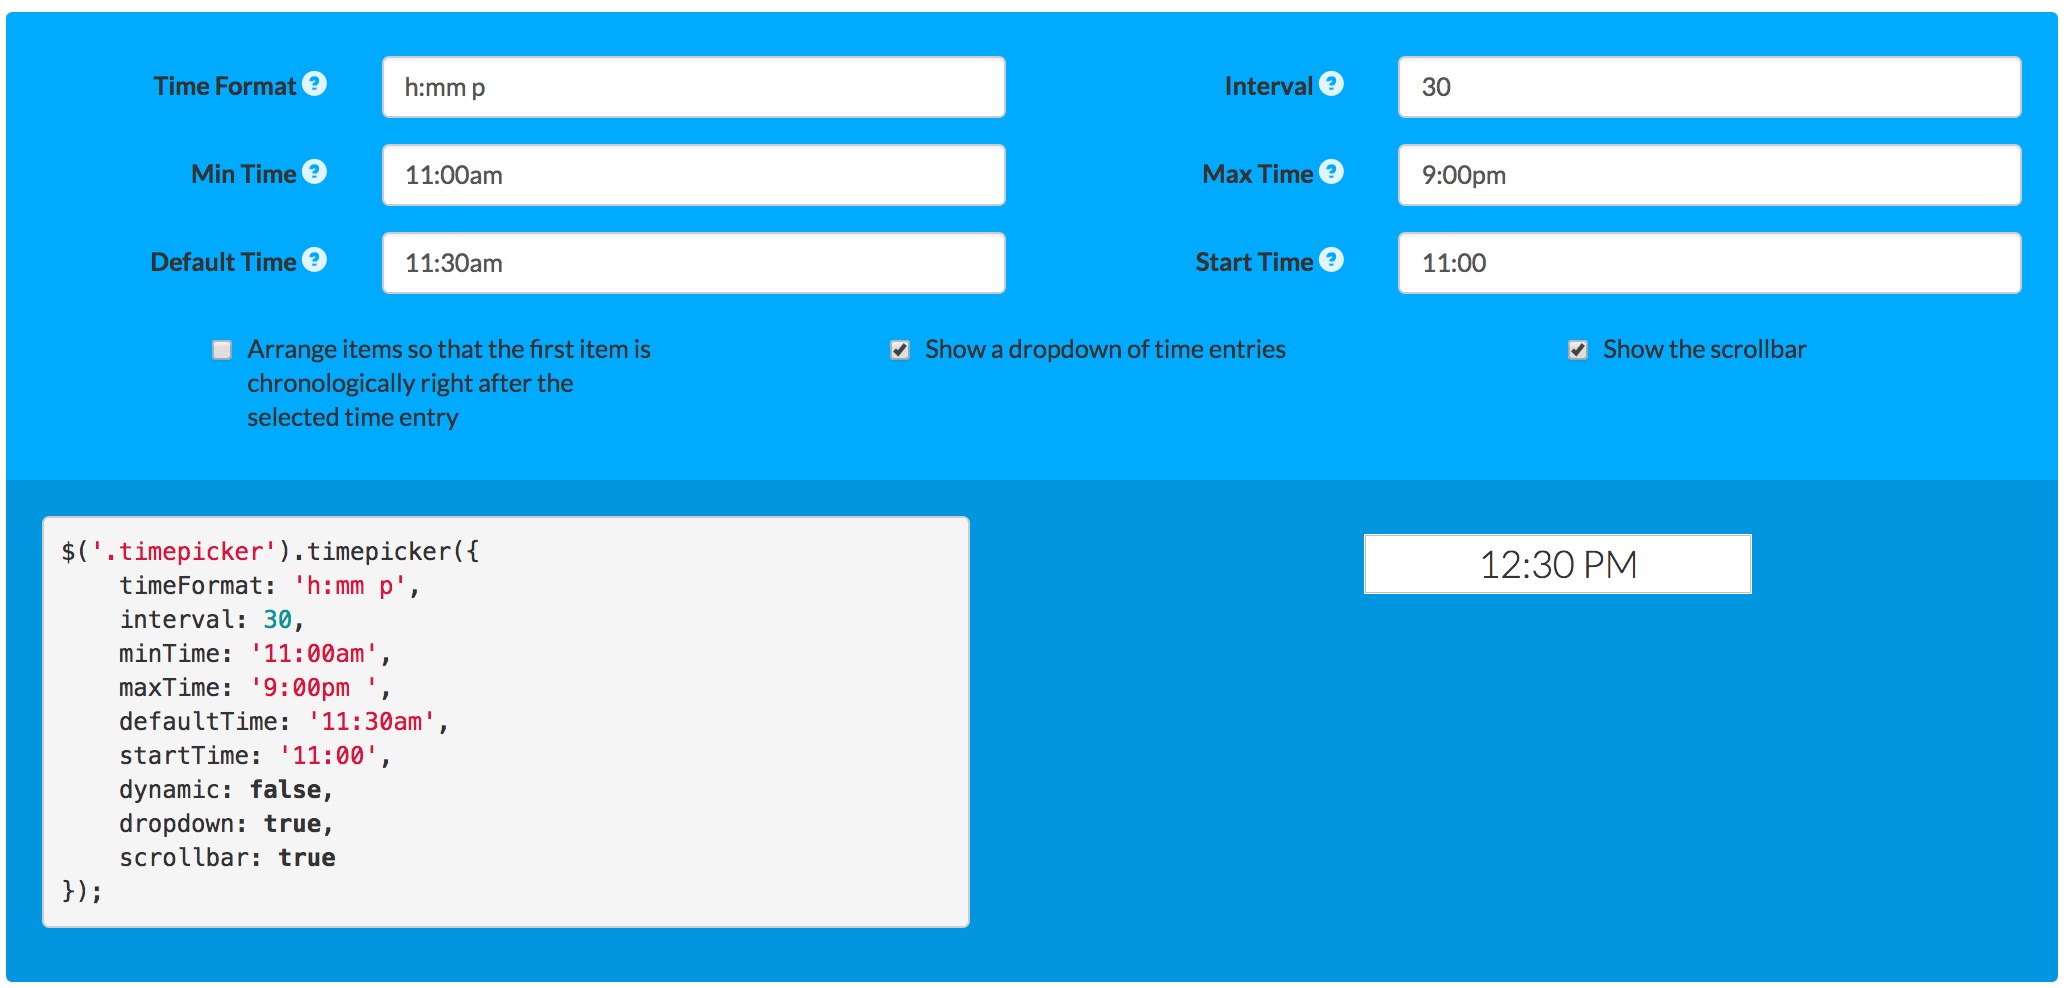 Time Format ? h:mm p Interval ? 30
Min Time ? 11:00am Max Time ? 9:00pm
Default Time ? 11:30am Start Time ? 11:00
Arrange items so that the first item is
chronologically right after the
selected time entry
Show a dropdown of time entries
Show the scrollbar
$('.timepicker').timepicker({
    timeFormat: 'h:mm p',
    interval: 30,
    minTime: '11:00am',
    maxTime: '9:00pm ',
    defaultTime: '11:30am',
    startTime: '11:00',
    dynamic: false,
    dropdown: true,
    scrollbar: true
});
12:30 PM